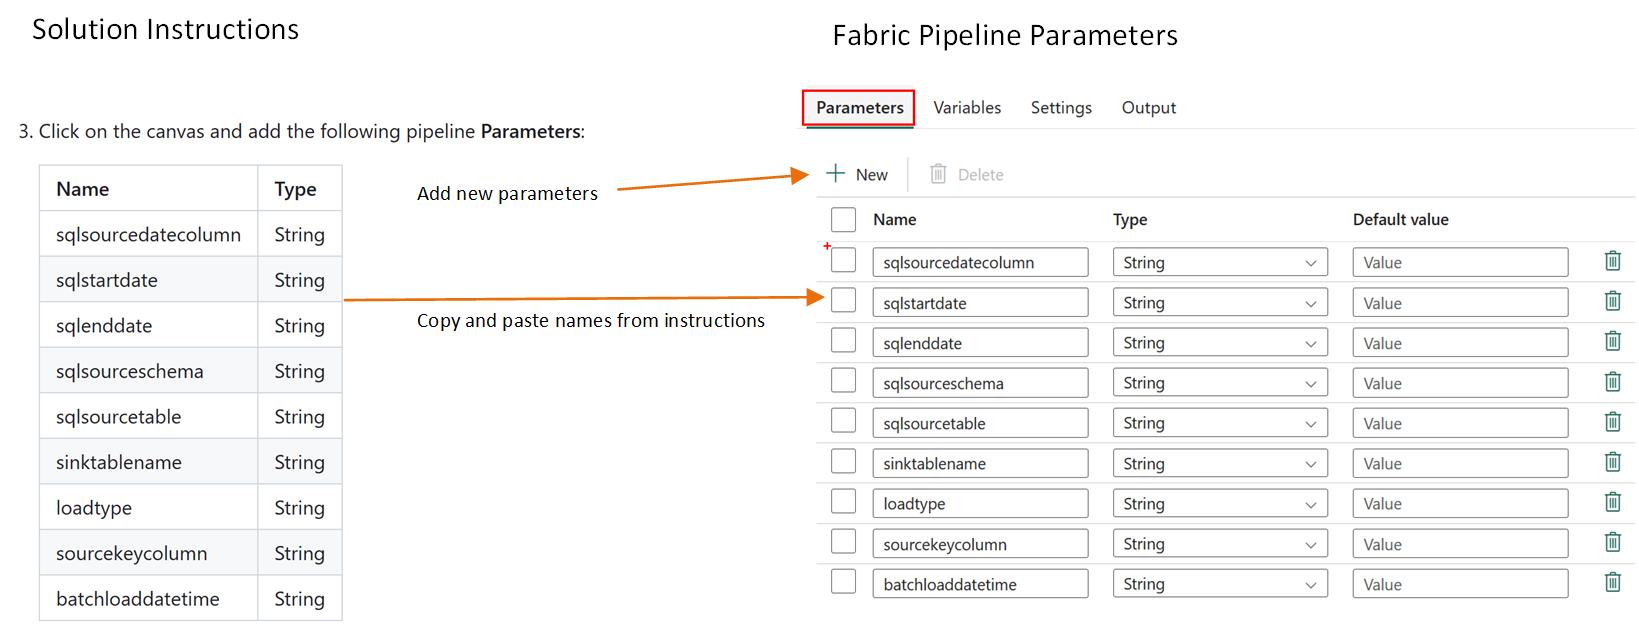 Solution Instructions
Fabric Pipeline Parameters
3. Click on the canvas and add the following pipeline Parameters:
Name Type
sqlsourcedatecolumn String
sqlstartdate String
sqlenddate String
sqlsourceschema String
sqlsourcetable String
sinktablename String
loadtype String
sourcekeycolumn String
batchloaddatetime String
Add new parameters
Copy and paste names from instructions
Parameters Variables Settings Output
+ New Delete
Name Type Default value
sqlsourcedatecolumn String Value
sqlstartdate String Value
sqlenddate String Value
sqlsourceschema String Value
sqlsourcetable String Value
sinktablename String Value
loadtype String Value
sourcekeycolumn String Value
batchloaddatetime String Value